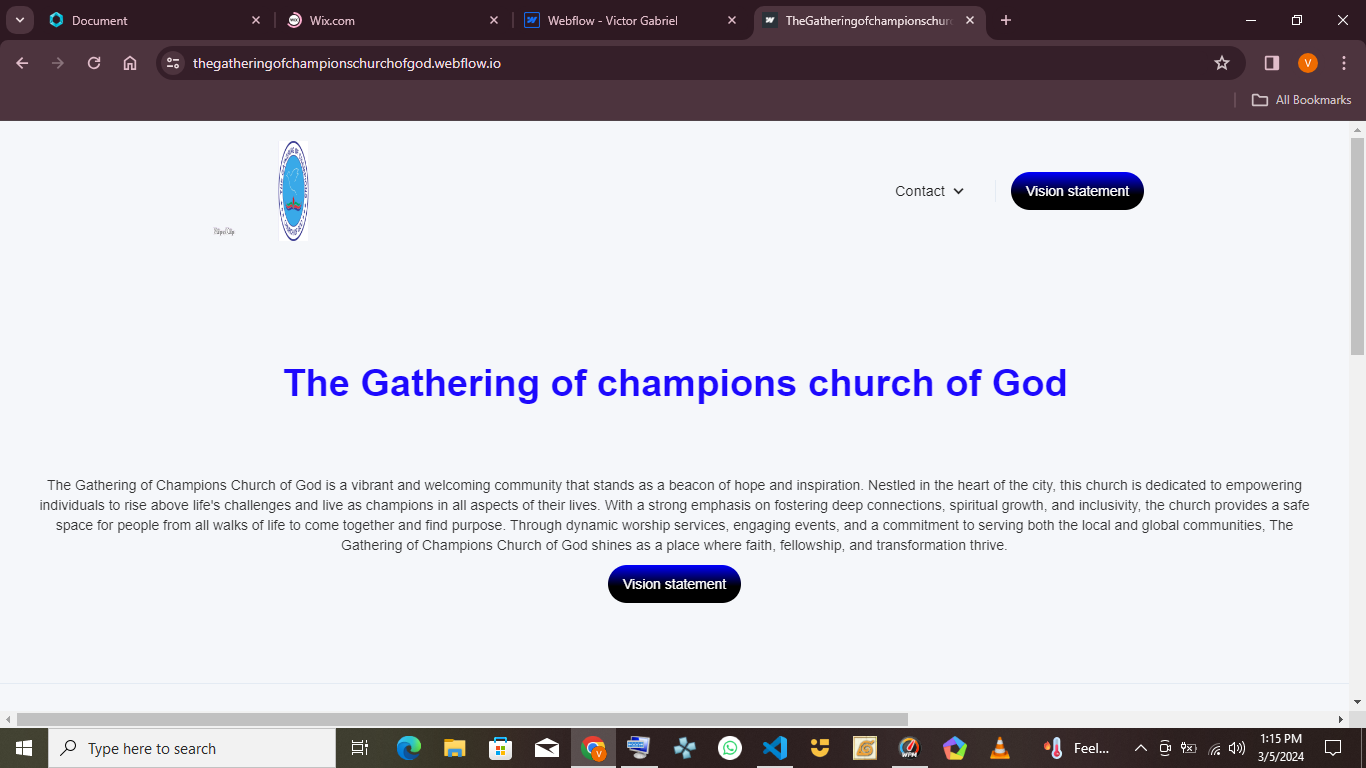 Document
Wix.com
Webflow - Victor Gabriel
TheGatheringofchampionschur
thegatheringofchampionschurchofgod.webflow.io
V
All Bookmarks
Contact
Vision statement
The Gathering of champions church of God
The Gathering of Champions Church of God is a vibrant and welcoming community that stands as a beacon of hope and inspiration. Nestled in the heart of the city, this church is dedicated to empowering
individuals to rise above life's challenges and live as champions in all aspects of their lives. With a strong emphasis on fostering deep connections, spiritual growth, and inclusivity, the church provides a safe
space for people from all walks of life to come together and find purpose. Through dynamic worship services, engaging events, and a commitment to serving both the local and global communities, The
Gathering of Champions Church of God shines as a place where faith, fellowship, and transformation thrive.
Vision statement
Type here to search
Feel...
1:15 PM
3/5/2024